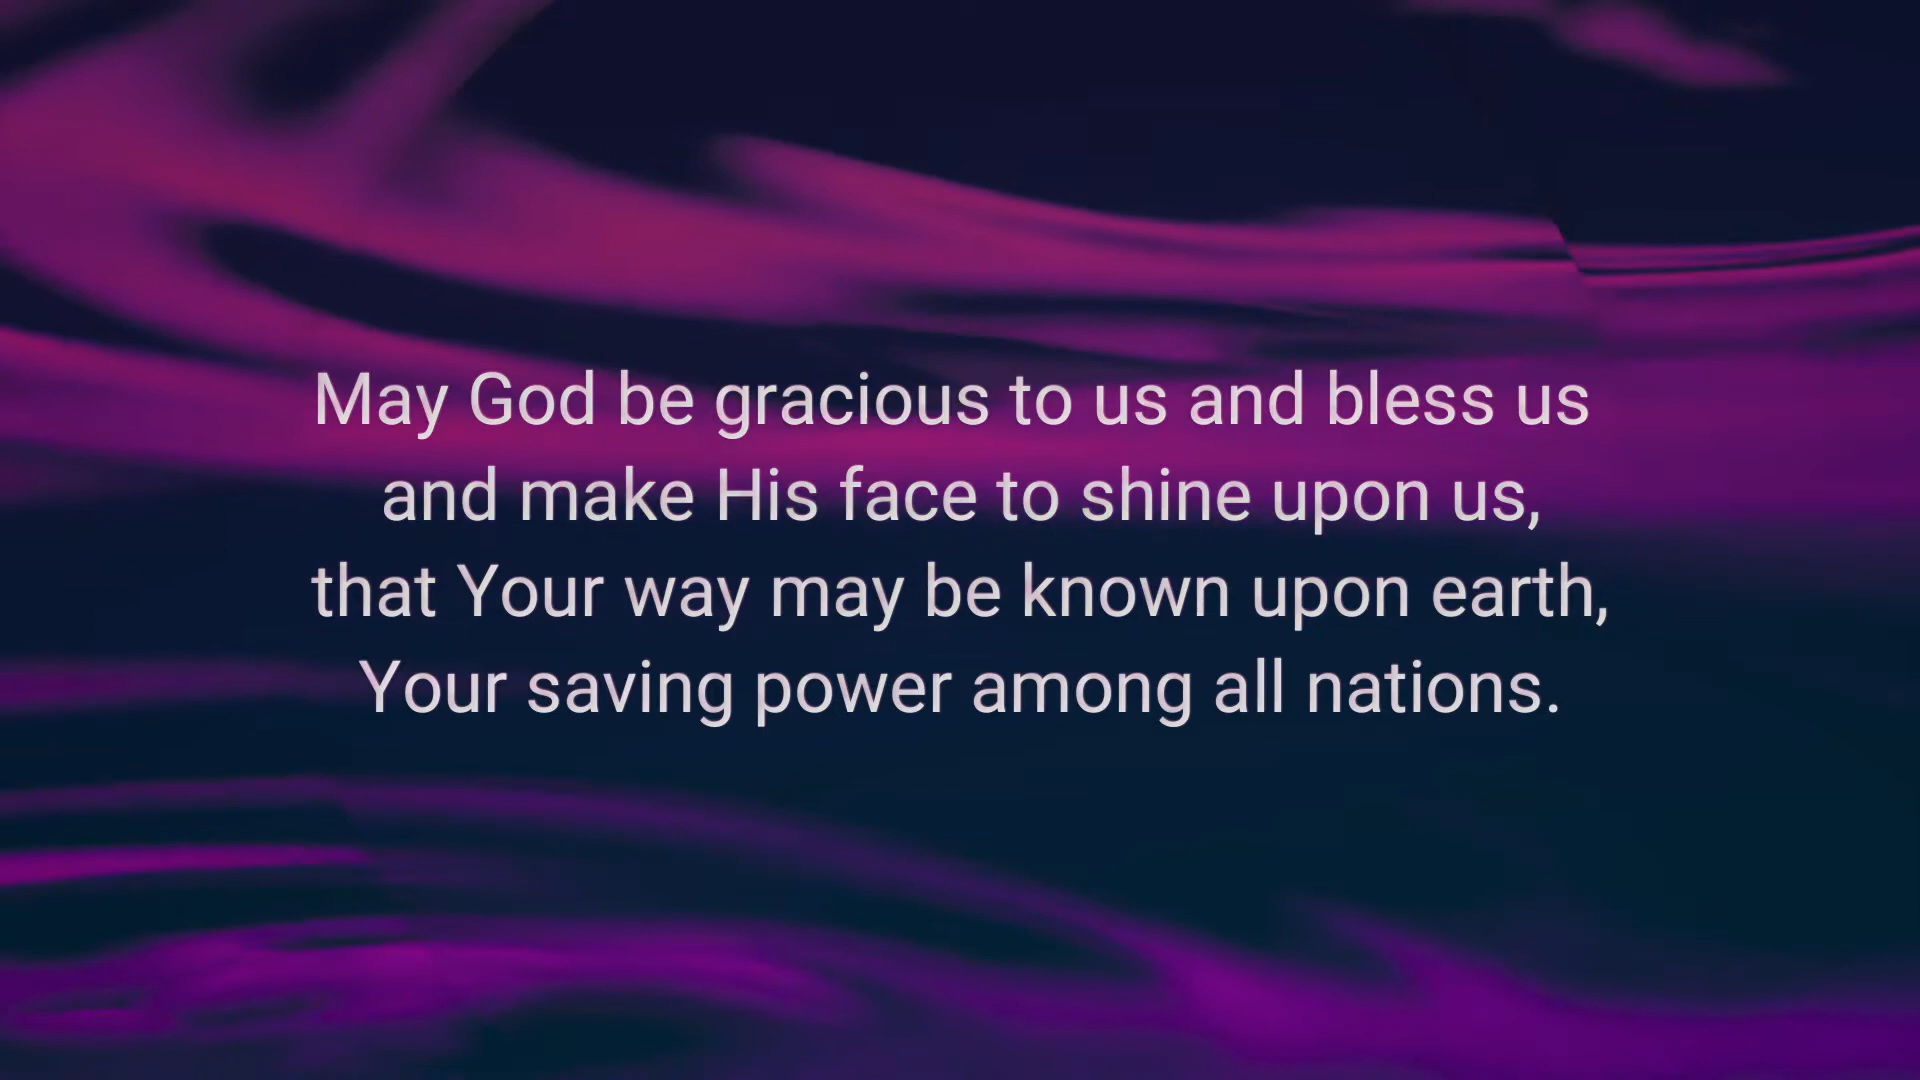 May God be gracious to us and bless us
and make His face to shine upon us,
that Your way may be known upon earth,
Your saving power among all nations.